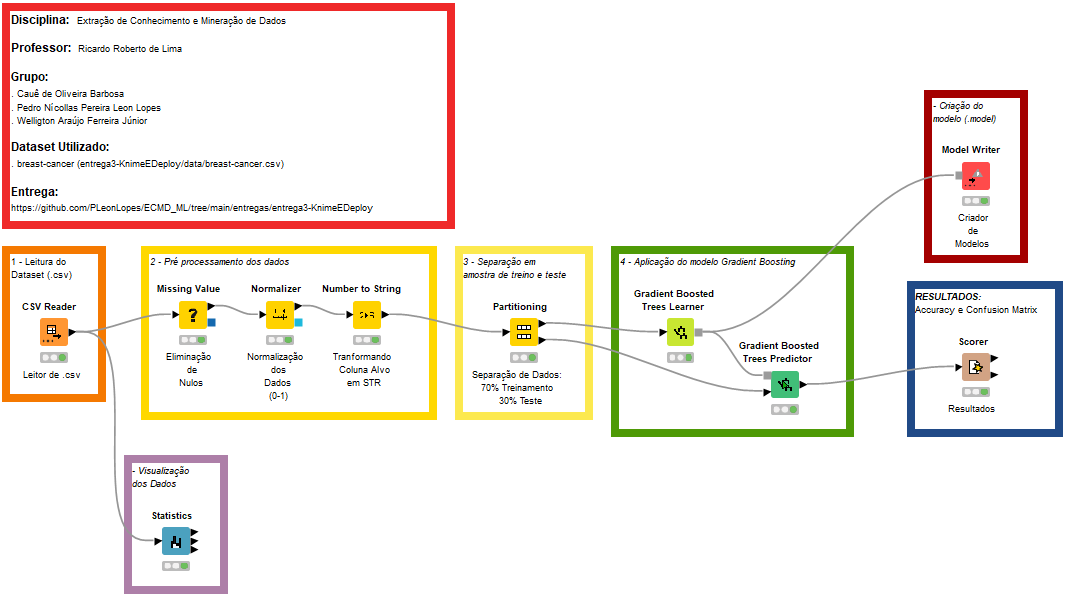 Disciplina: Extração de Conhecimento e Mineração de Dados
Professor: Ricardo Roberto de Lima
Grupo:
. Cauê de Oliveira Barbosa
. Pedro Nícollas Pereira Leon Lopes
. Welligton Araújo Ferreira Júnior
Dataset Utilizado:
. breast-cancer (entrega3-KnimeEDeploy/data/breast-cancer.csv)
Entrega:
https://github.com/PLeonLopes/ECMD_ML/tree/main/entregas/entrega3-KnimeEDeploy
- Criação do
modelo (.model)
Model Writer
Criador
de
Modelos
1 - Leitura do
Dataset (.csv)
CSV Reader
Leitor de .csv
2 - Pré processamento dos dados
Missing Value
Eliminação
de
Nulos
Normalizer
Normalização
dos
Dados
(0-1)
Number to String
Tranformando
Coluna Alvo
em STR
3 - Separação em
amostra de treino e teste
Partitioning
Separação de Dados:
70% Treinamento
30% Teste
4 - Aplicação do modelo Gradient Boosting
Gradient Boosted
Trees Learner
Gradient Boosted
Trees Predictor
RESULTADOS:
Accuracy e Confusion Matrix
Scorer
Resultados
- Visualização
dos Dados
Statistics